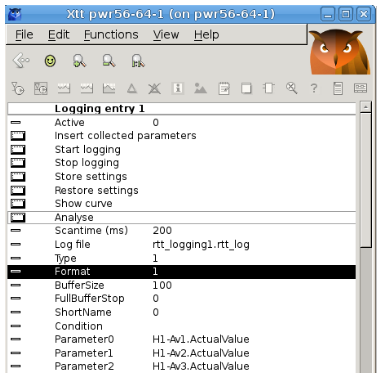 Xtt pwr56-64-1 (on pwr56-64-1)
File Edit Functions View Help
Logging entry 1
Active 0
Insert collected parameters
Start logging
Stop logging
Store settings
Restore settings
Show curve
Analyse
Scantime (ms) 200
Log file rtt_logging1.rtt_log
Type 1
Format 1
BufferSize 100
FullBufferStop 0
ShortName 0
Condition
Parameter0 H1-Av1.ActualValue
Parameter1 H1-Av2.ActualValue
Parameter2 H1-Av3.ActualValue